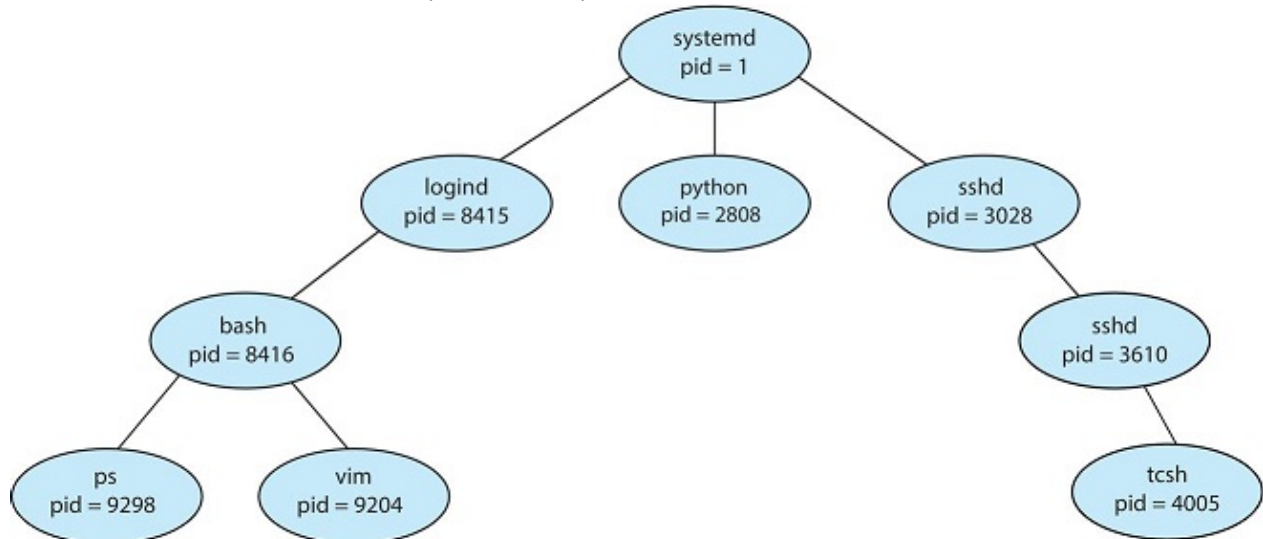 systemd
pid = 1
logind
pid = 8415
python
pid = 2808
sshd
pid = 3028
bash
pid = 8416
sshd
pid = 3610
ps
pid = 9298
vim
pid = 9204
tcsh
pid = 4005